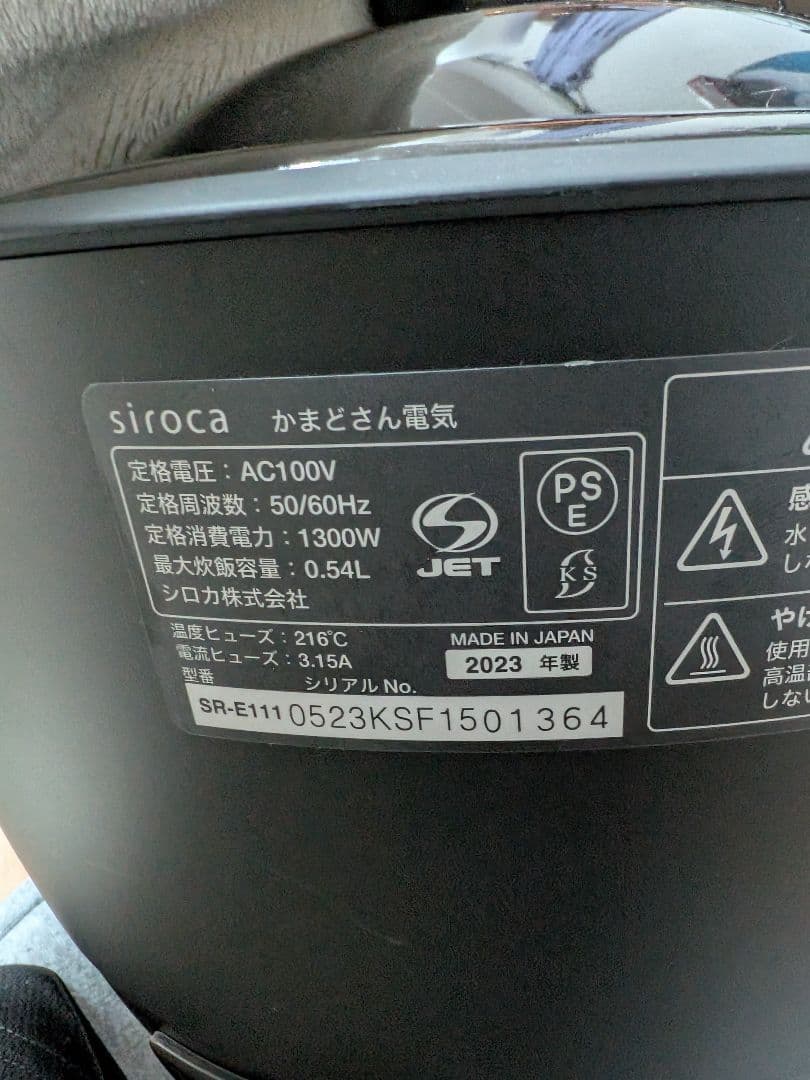 siroca かまどさん電気
定格電圧：AC100V
定格周波数：50/60Hz
定格消費電力：1300W
最大炊飯容量：0.54L
シロカ株式会社
JET
PS
E
KS
温度ヒューズ：216℃
電流ヒューズ：3.15A
型番
シリアルNo.
MADE IN JAPAN
2023 年製
SR-E111 0523KSF1501364
感
水
しな
やけ
使用
高温部
しない